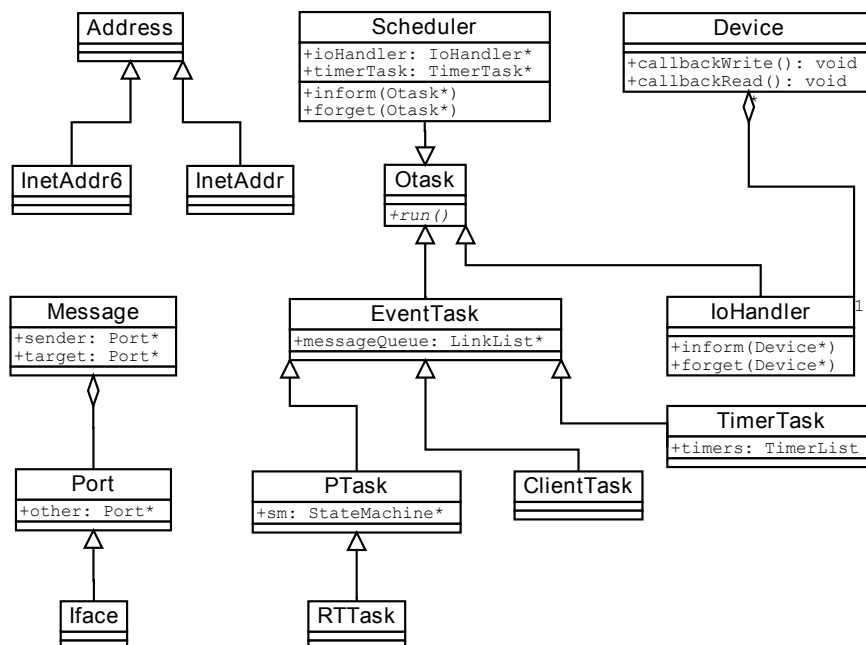 Address
Scheduler
+ioHandler: IoHandler*
+timerTask: TimerTask*
+inform(Otask*)
+forget(Otask*)
Device
+callbackWrite(): void
+callbackRead(): void
*
InetAddr6
InetAddr
Otask
+run()
Message
+sender: Port*
+target: Port*
EventTask
+messageQueue: LinkList*
1
IoHandler
+inform(Device*)
+forget(Device*)
TimerTask
+timers: TimerList
Port
+other: Port*
PTask
+sm: StateMachine*
ClientTask
Iface
RTTask